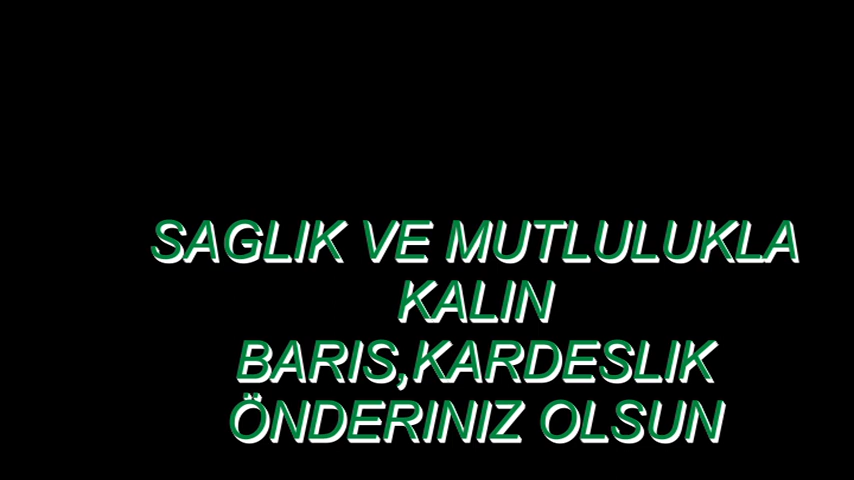 SAGLIK VE MUTLULUKLA
KALIN
BARIS,KARDESLIK
ÖNDERINIZ OLSUN